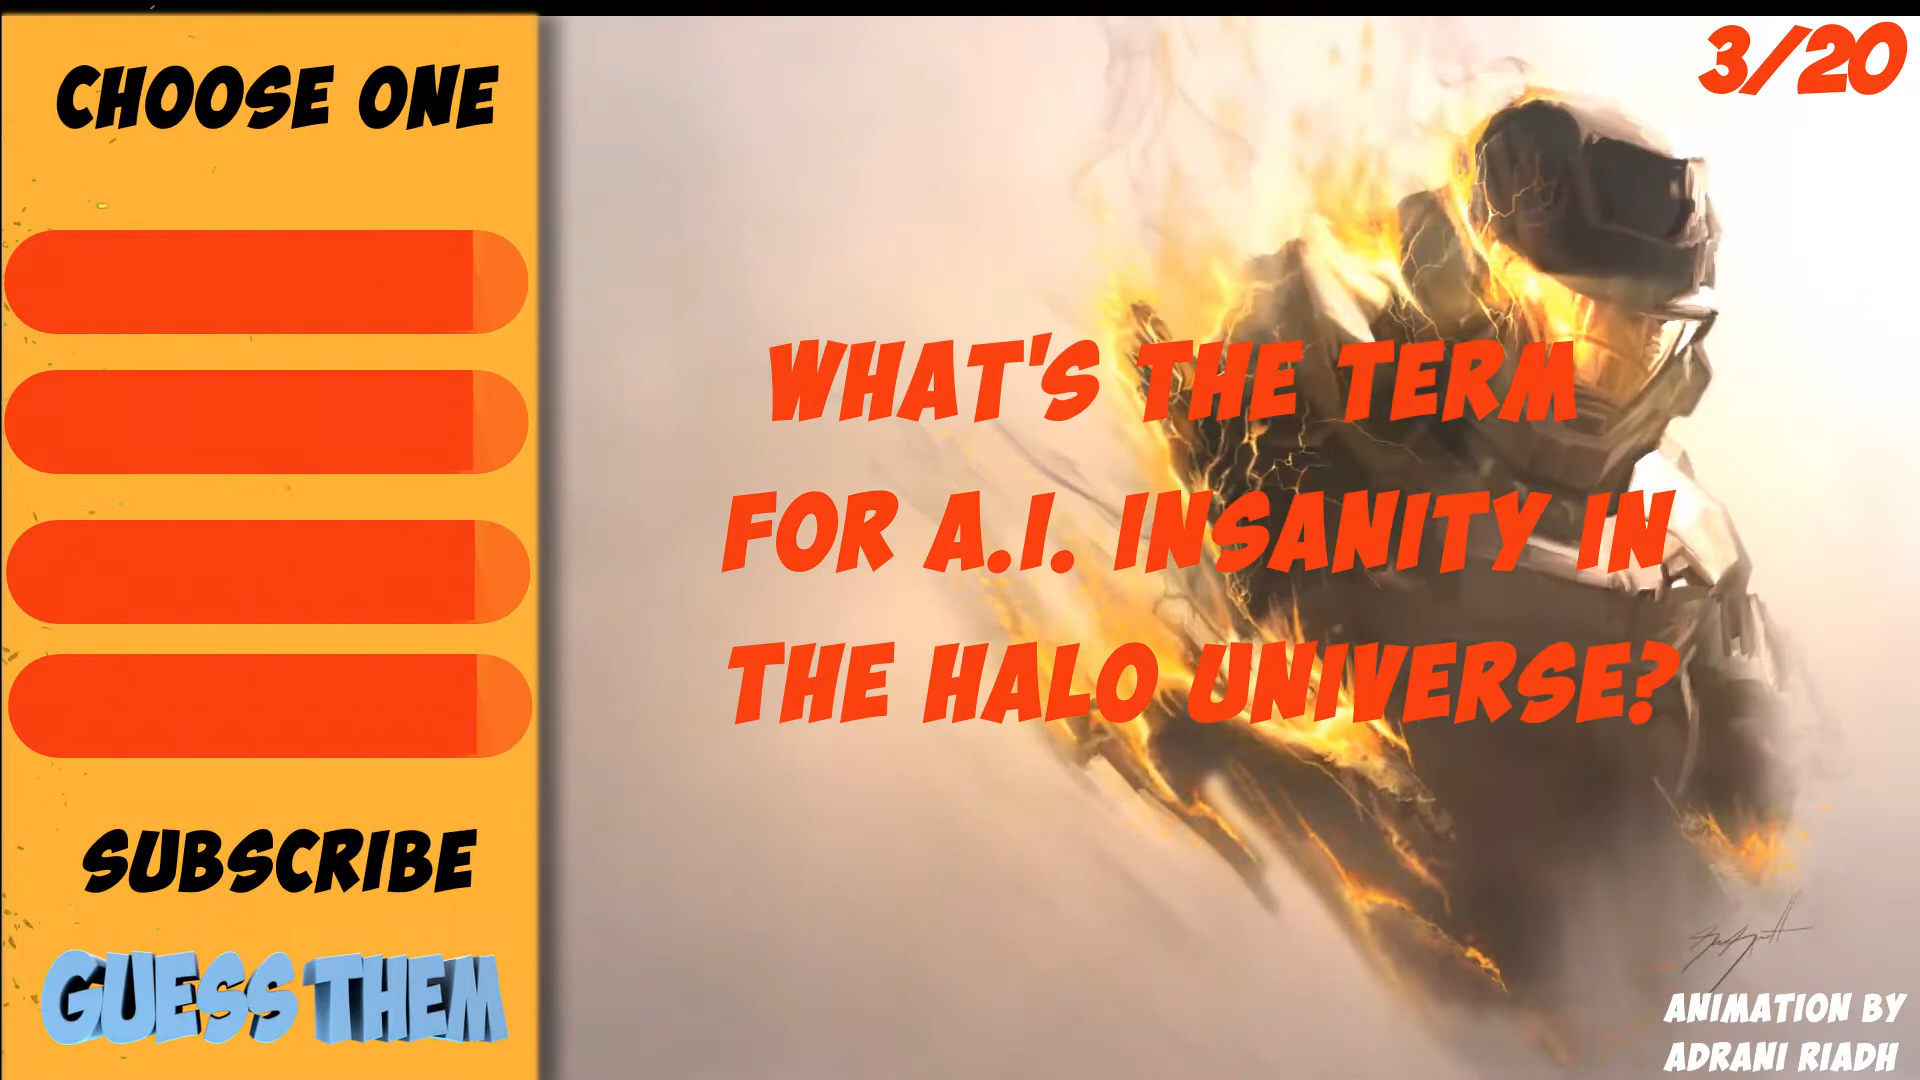 CHOOSE ONE
3/20
WHAT'S THE TERM
FOR A.I. INSANITY IN
THE HALO UNIVERSE?
SUBSCRIBE
GUESS THEM
ANIMATION BY
ADRANI RIADH